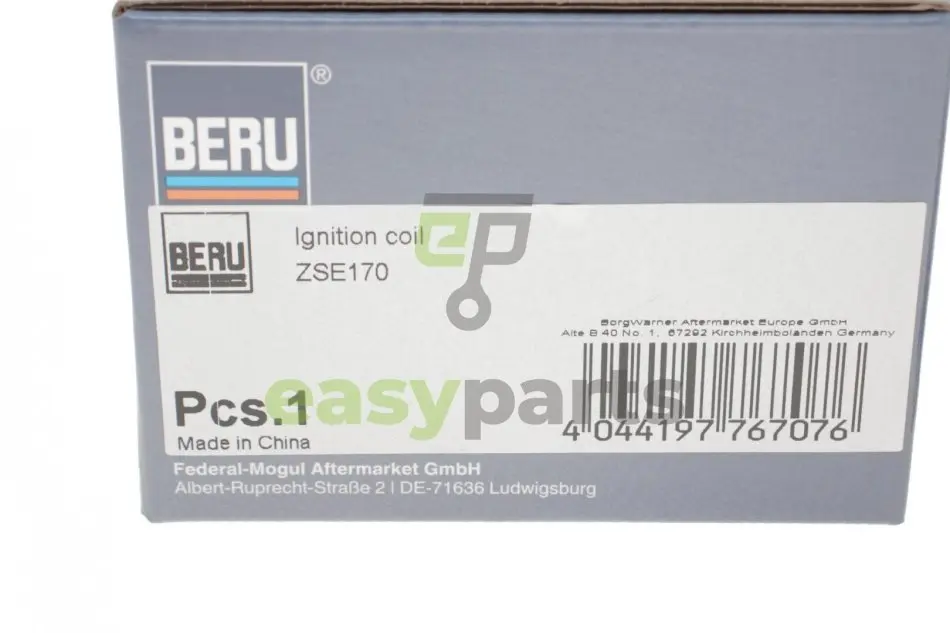 BERU®
BERU
Ignition coil
ZSE170
ep
BorgWarner Aftermarket Europe GmbH
Alte B 40 No. 1, 67292 Kirchheimbolanden Germany
easyparts
Pcs.1
4 044197 767076
Made in China
Federal-Mogul Aftermarket GmbH
Albert-Ruprecht-Straße 2 | DE-71636 Ludwigsburg